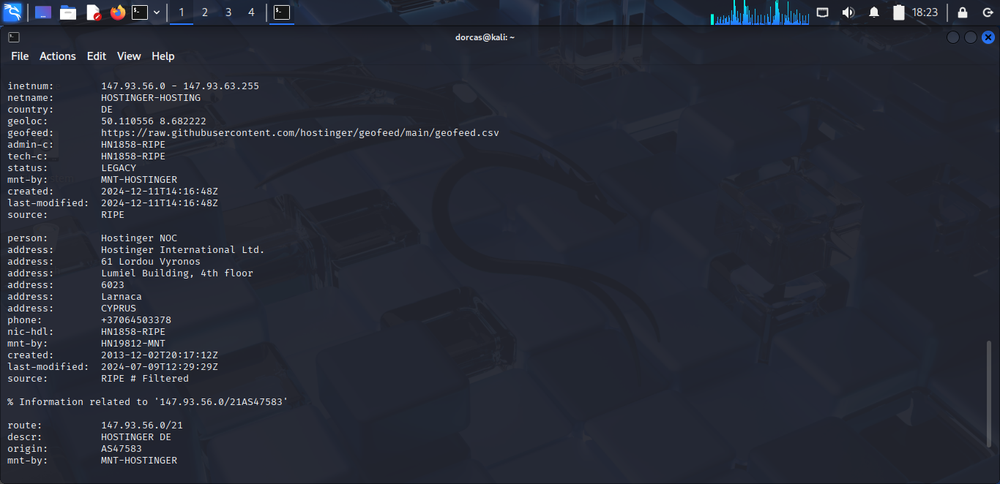 1 2 3 4 18:23
dorcas@kali: ~
File Actions Edit View Help
inetnum: 147.93.56.0 - 147.93.63.255
netname: HOSTINGER-HOSTING
country: DE
geoloc: 50.110556 8.682222
geofeed: https://raw.githubusercontent.com/hostinger/geofeed/main/geofeed.csv
admin-c: HN1858-RIPE
tech-c: HN1858-RIPE
status: LEGACY
mnt-by: MNT-HOSTINGER
created: 2024-12-11T14:16:48Z
last-modified: 2024-12-11T14:16:48Z
source: RIPE
person: Hostinger NOC
address: Hostinger International Ltd.
address: 61 Lordou Vyronos
address: Lumiel Building, 4th floor
address: 6023
address: Larnaca
address: CYPRUS
phone: +37064503378
nic-hdl: HN1858-RIPE
mnt-by: HN19812-MNT
created: 2013-12-02T20:17:12Z
last-modified: 2024-07-09T12:29:29Z
source: RIPE # Filtered
% Information related to '147.93.56.0/21AS47583'
route: 147.93.56.0/21
descr: HOSTINGER DE
origin: AS47583
mnt-by: MNT-HOSTINGER